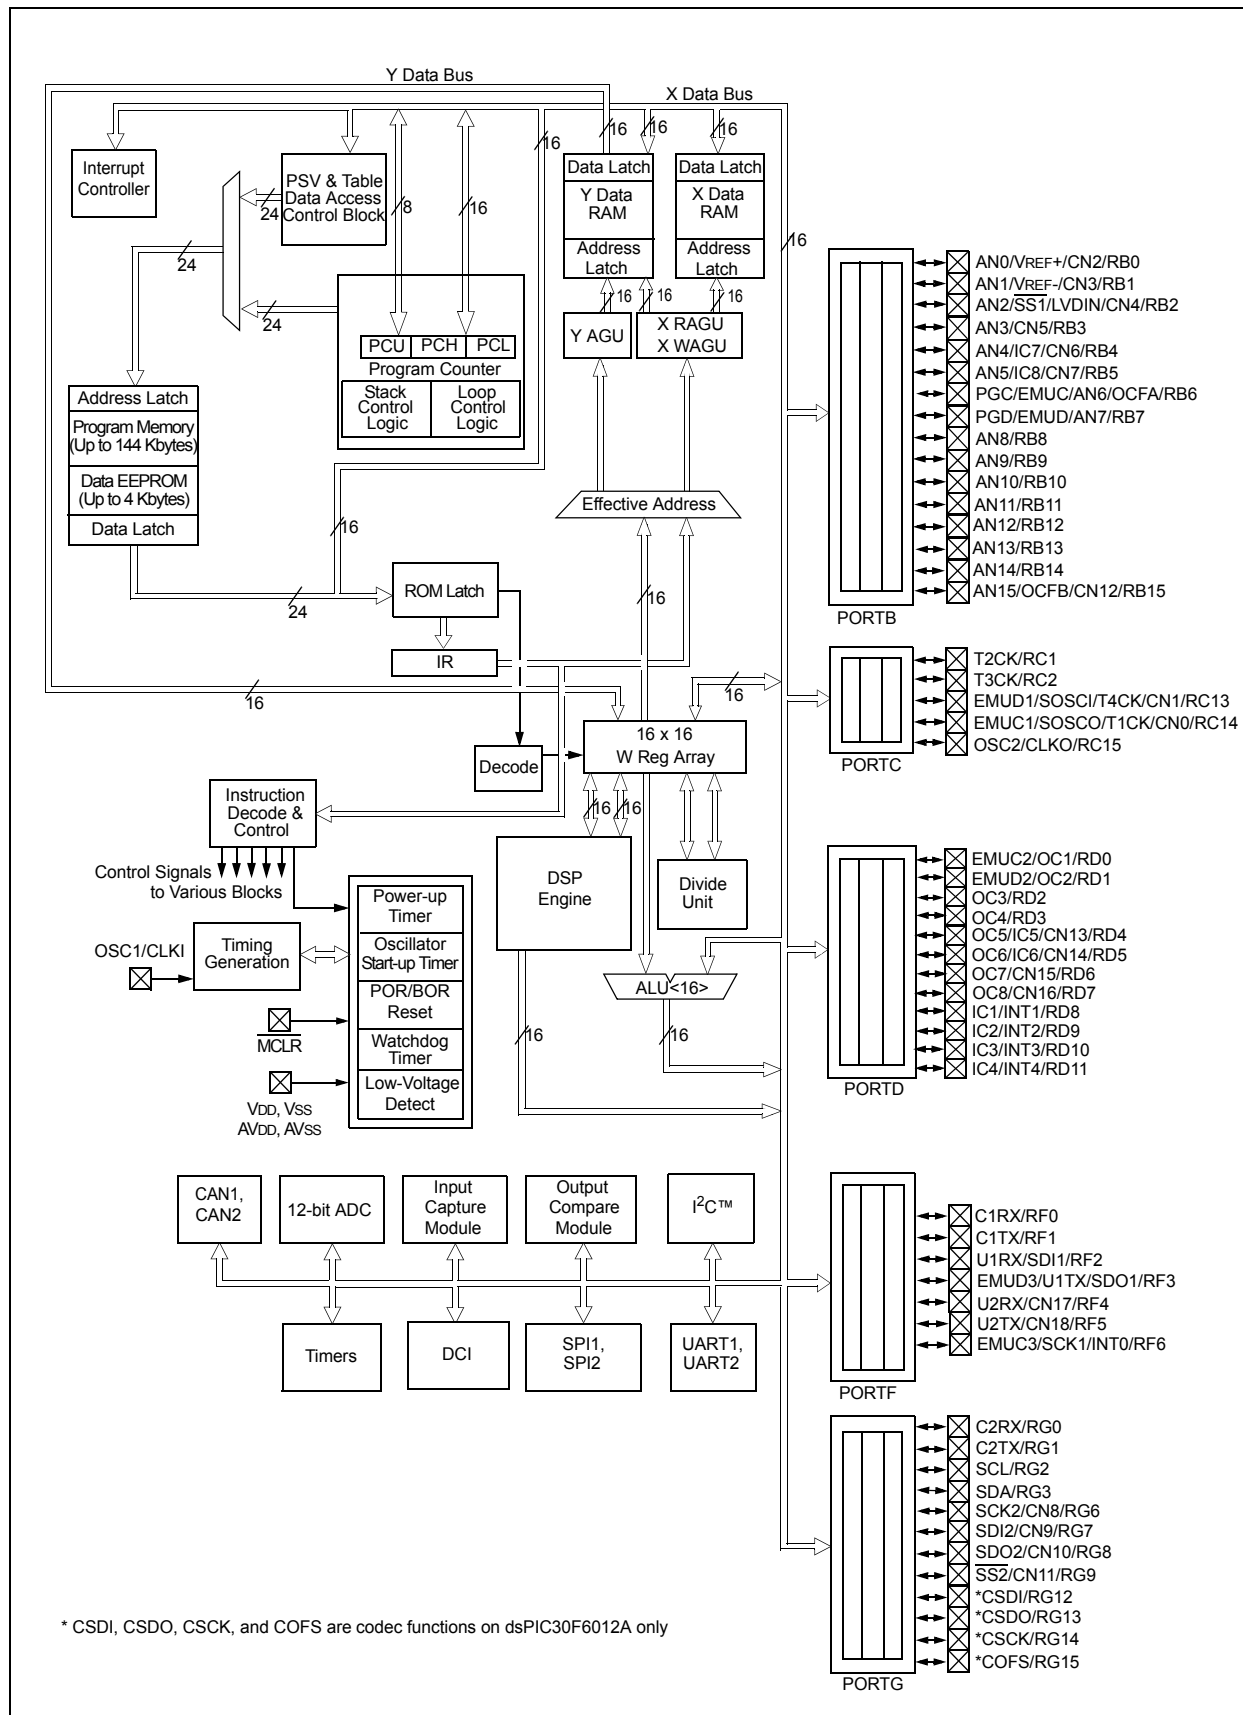 Y Data Bus
X Data Bus
16
16
16
16
Interrupt
Controller
PSV & Table
Data Access
Control Block
24
8
16
24
24
Data Latch
Y Data
RAM
Address
Latch
Data Latch
X Data
RAM
Address
Latch
16
16
16
16
Y AGU
X RAGU
X WAGU
PCU
PCH
PCL
Program Counter
Stack
Control
Logic
Loop
Control
Logic
Address Latch
Program Memory
(Up to 144 Kbytes)
Data EEPROM
(Up to 4 Kbytes)
Data Latch
16
24
Effective Address
16
ROM Latch
IR
16
16
16 x 16
W Reg Array
Decode
Instruction
Decode &
Control
Control Signals
to Various Blocks
16
16
DSP
Engine
Divide
Unit
Power-up
Timer
Oscillator
Start-up Timer
POR/BOR
Reset
Watchdog
Timer
Low-Voltage
Detect
OSC1/CLKI
Timing
Generation
MCLR
VDD, VSS
AVDD, AVSS
ALU<16>
16
16
CAN1,
CAN2
12-bit ADC
Input
Capture
Module
Output
Compare
Module
I²C™
Timers
DCI
SPI1,
SPI2
UART1,
UART2
AN0/VREF+/CN2/RB0
AN1/VREF-/CN3/RB1
AN2/SS1/LVDIN/CN4/RB2
AN3/CN5/RB3
AN4/IC7/CN6/RB4
AN5/IC8/CN7/RB5
PGC/EMUC/AN6/OCFA/RB6
PGD/EMUD/AN7/RB7
AN8/RB8
AN9/RB9
AN10/RB10
AN11/RB11
AN12/RB12
AN13/RB13
AN14/RB14
AN15/OCFB/CN12/RB15
PORTB
T2CK/RC1
T3CK/RC2
EMUD1/SOSCI/T4CK/CN1/RC13
EMUC1/SOSCO/T1CK/CN0/RC14
OSC2/CLKO/RC15
PORTC
EMUC2/OC1/RD0
EMUD2/OC2/RD1
OC3/RD2
OC4/RD3
OC5/IC5/CN13/RD4
OC6/IC6/CN14/RD5
OC7/CN15/RD6
OC8/CN16/RD7
IC1/INT1/RD8
IC2/INT2/RD9
IC3/INT3/RD10
IC4/INT4/RD11
PORTD
C1RX/RF0
C1TX/RF1
U1RX/SDI1/RF2
EMUD3/U1TX/SDO1/RF3
U2RX/CN17/RF4
U2TX/CN18/RF5
EMUC3/SCK1/INT0/RF6
PORTF
C2RX/RG0
C2TX/RG1
SCL/RG2
SDA/RG3
SCK2/CN8/RG6
SDI2/CN9/RG7
SDO2/CN10/RG8
SS2/CN11/RG9
*CSDI/RG12
*CSDO/RG13
*CSCK/RG14
*COFS/RG15
PORTG
* CSDI, CSDO, CSCK, and COFS are codec functions on dsPIC30F6012A only